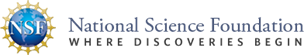 NSF
National Science Foundation
WHERE DISCOVERIES BEGIN